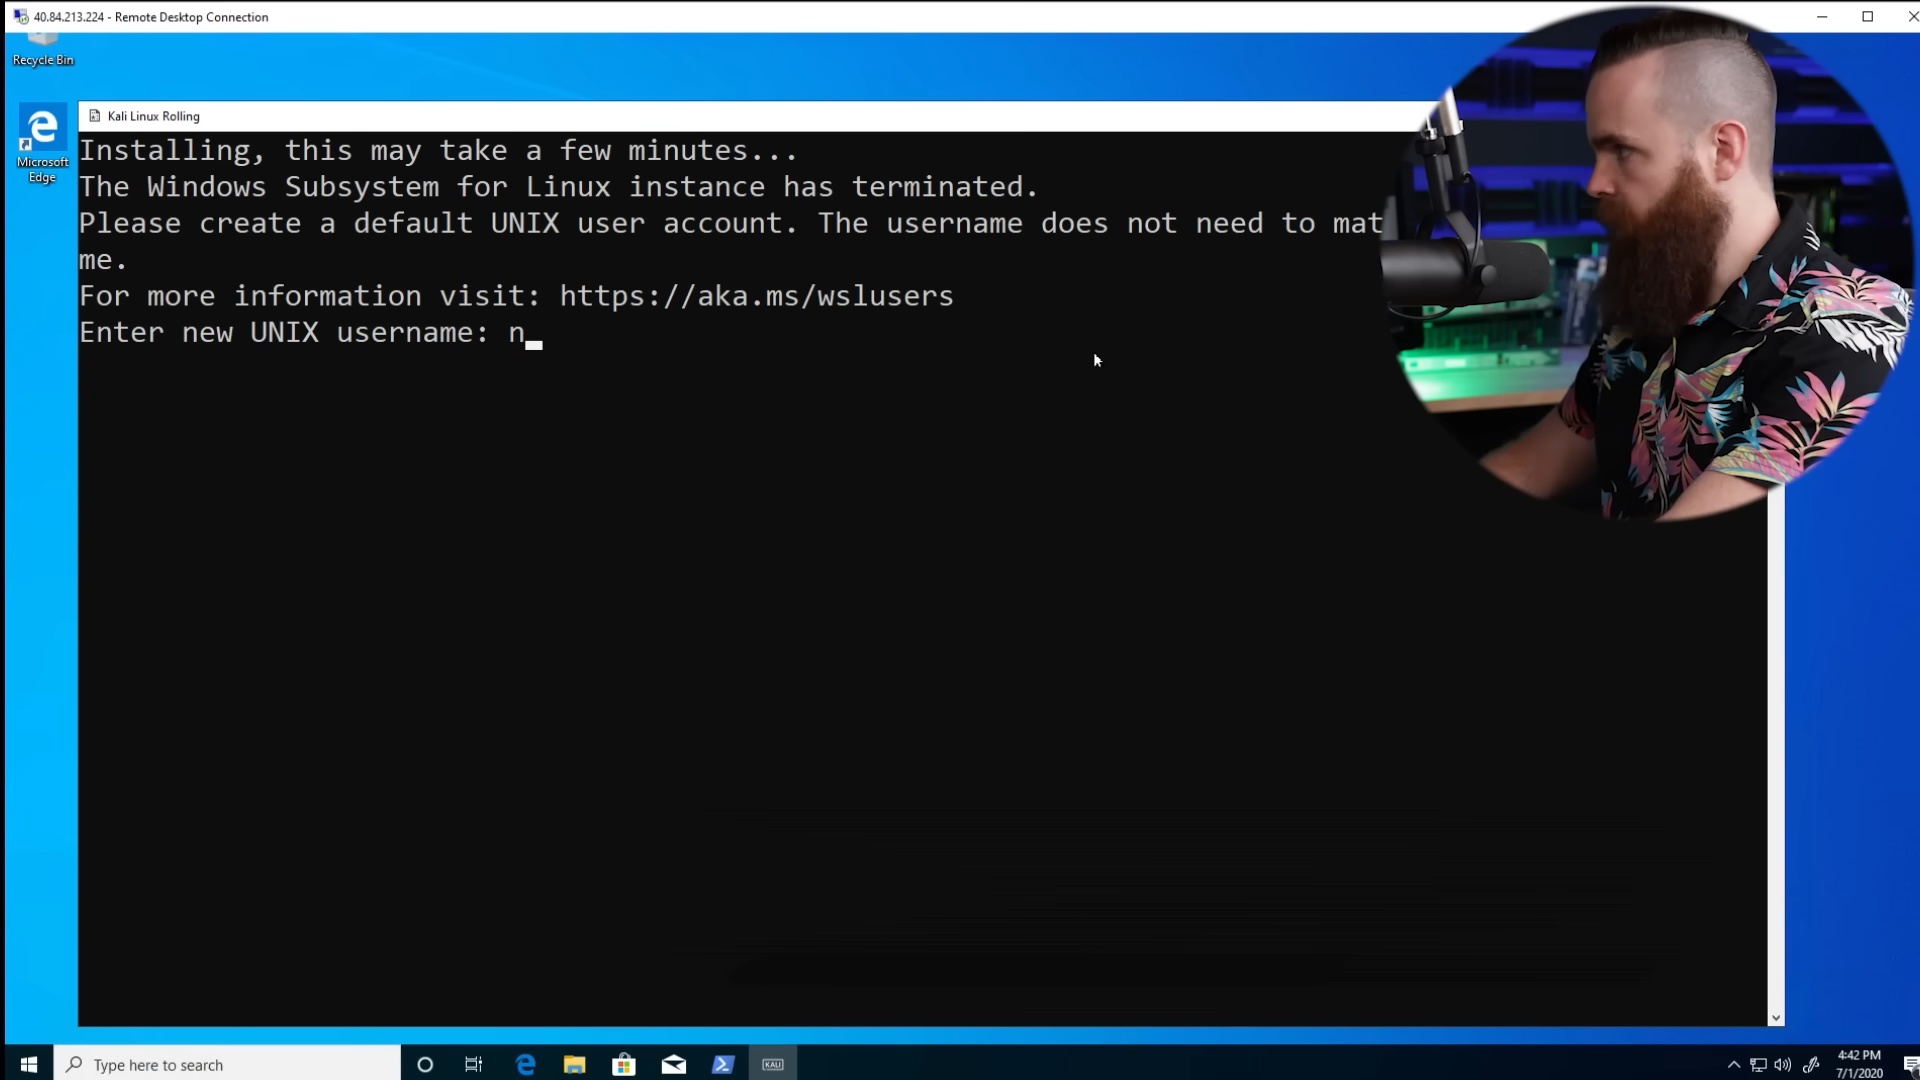 40.84.213.224 - Remote Desktop Connection
Recycle Bin
Microsoft
Edge
Kali Linux Rolling
Installing, this may take a few minutes...
The Windows Subsystem for Linux instance has terminated.
Please create a default UNIX user account. The username does not need to mat
me.
For more information visit: https://aka.ms/wslusers
Enter new UNIX username: n
Type here to search
KALI
4:42 PM
7/1/2020